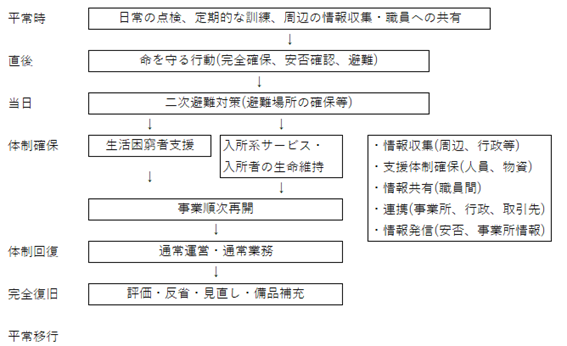 平常時
日常の点検、定期的な訓練、周辺の情報収集・職員への共有
↓
直後
命を守る行動(完全確保、安否確認、避難)
↓
当日
二次避難対策(避難場所の確保等)
↓ ↓
体制確保
生活困窮者支援
入所系サービス・
入所者の生命維持
・情報収集(周辺、行政等)
・支援体制確保(人員、物資)
・情報共有(職員間)
・連携(事業所、行政、取引先)
・情報発信(安否、事業所情報)
↓ ↓
事業順次再開
↓
体制回復
通常運営・通常業務
↓
完全復旧
評価・反省・見直し・備品補充
平常移行